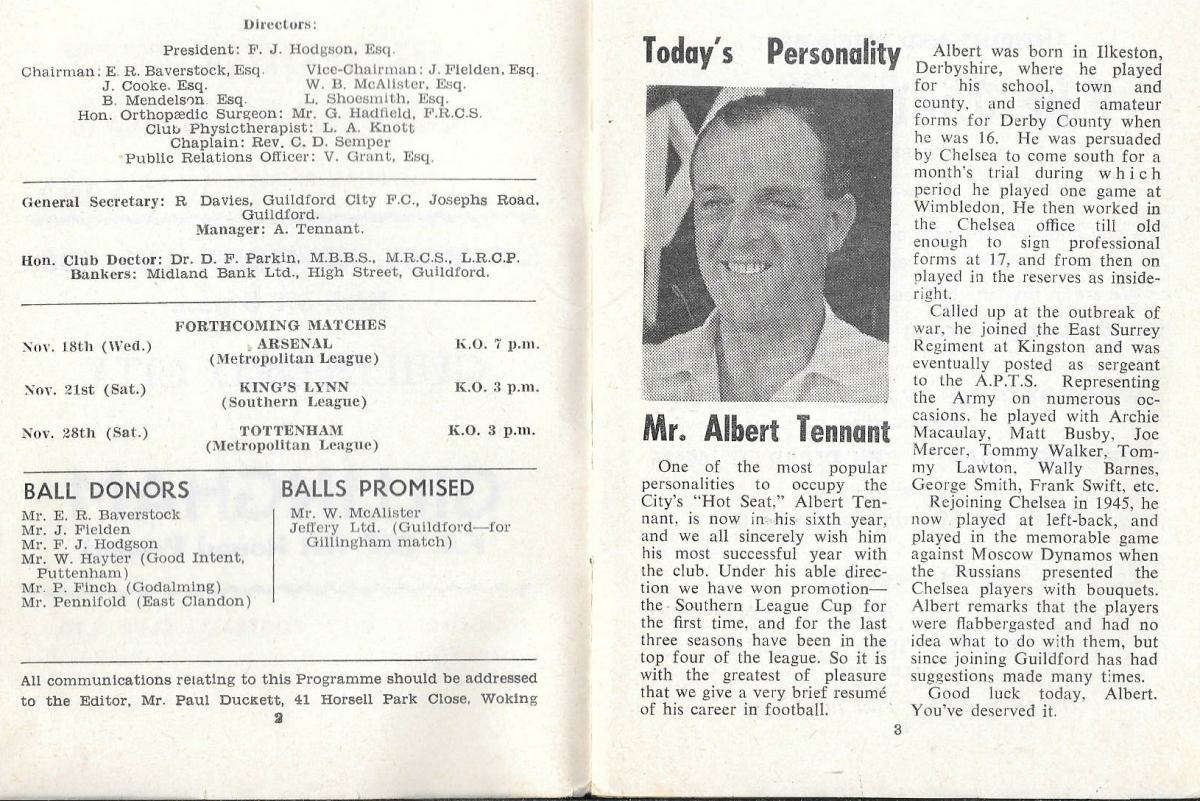 Directors:
President: F. J. Hodgson, Esq.
Chairman: E. R. Baverstock, Esq. Vice-Chairman: J. Fielden, Esq.
J. Cooke. Esq. W. B. McAlister, Esq.
B. Mendelson. Esq. L. Shoesmith, Esq.
Hon. Orthopædic Surgeon: Mr. G. Hadfield, F.R.C.S.
Club Physictherapist: L. A. Knott
Chaplain: Rev. C. D. Semper
Public Relations Officer: V. Grant, Esq.
General Secretary: R Davies, Guildford City F.C., Josephs Road,
Guildford.
Manager: A. Tennant.
Hon. Club Doctor: Dr. D. F. Parkin, M.B.B.S., M.R.C.S., L.R.C.P.
Bankers: Midland Bank Ltd., High Street, Guildford.
FORTHCOMING MATCHES
Nov. 18th (Wed.) ARSENAL K.O. 7 p.m.
(Metropolitan League)
Nov. 21st (Sat.) KING'S LYNN K.O. 3 p.m.
(Southern League)
Nov. 28th (Sat.) TOTTENHAM K.O. 3 p.m.
(Metropolitan League)
BALL DONORS
Mr. E. R. Baverstock
Mr. J. Fielden
Mr. F. J. Hodgson
Mr. W. Hayter (Good Intent,
Puttenham)
Mr. P. Finch (Godalming)
Mr. Pennifold (East Clandon)
BALLS PROMISED
Mr. W. McAlister
Jeffery Ltd. (Guildford—for
Gillingham match)
All communications relating to this Programme should be addressed
to the Editor, Mr. Paul Duckett, 41 Horsell Park Close, Woking
2
Today's Personality
Mr. Albert Tennant
One of the most popular
personalities to occupy the
City's "Hot Seat," Albert Ten-
nant, is now in his sixth year,
and we all sincerely wish him
his most successful year with
the club. Under his able direc-
tion we have won promotion—
the Southern League Cup for
the first time, and for the last
three seasons have been in the
top four of the league. So it is
with the greatest of pleasure
that we give a very brief resumé
of his career in football.
Albert was born in Ilkeston,
Derbyshire, where he played
for his school, town and
county, and signed amateur
forms for Derby County when
he was 16. He was persuaded
by Chelsea to come south for a
month's trial during which
period he played one game at
Wimbledon. He then worked in
the Chelsea office till old
enough to sign professional
forms at 17, and from then on
played in the reserves as inside-
right.
Called up at the outbreak of
war, he joined the East Surrey
Regiment at Kingston and was
eventually posted as sergeant
to the A.P.T.S. Representing
the Army on numerous oc-
casions. he played with Archie
Macaulay, Matt Busby, Joe
Mercer, Tommy Walker, Tom-
my Lawton, Wally Barnes,
George Smith, Frank Swift, etc.
Rejoining Chelsea in 1945, he
now played at left-back, and
played in the memorable game
against Moscow Dynamos when
the Russians presented the
Chelsea players with bouquets.
Albert remarks that the players
were flabbergasted and had no
idea what to do with them, but
since joining Guildford has had
suggestions made many times.
Good luck today, Albert.
You've deserved it.
3